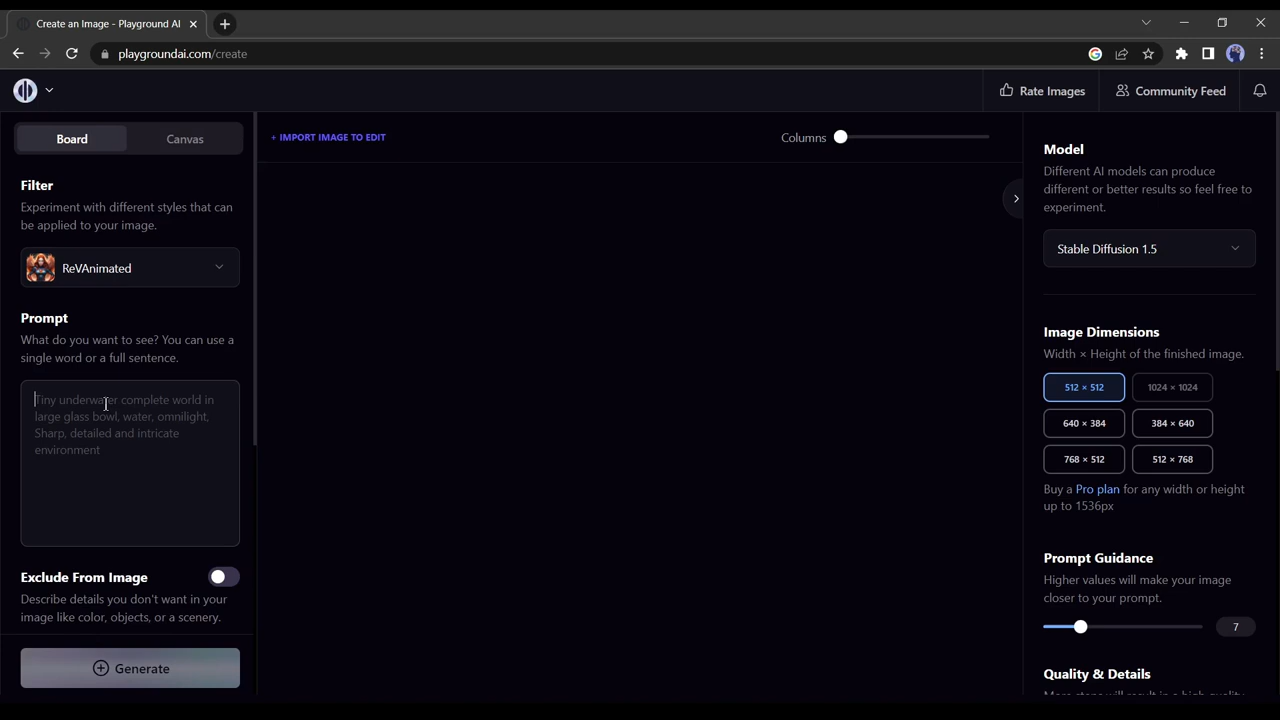 Create an Image - Playground AI
playgroundai.com/create
Rate Images
Community Feed
Board
Canvas
+ IMPORT IMAGE TO EDIT
Columns
Filter
Experiment with different styles that can
be applied to your image.
ReVAnimated
Prompt
What do you want to see? You can use a
single word or a full sentence.
Tiny underwater complete world in
large glass bowl, water, omnilight,
Sharp, detailed and intricate
environment
Exclude From Image
Describe details you don't want in your
image like color, objects, or a scenery.
Generate
Model
Different AI models can produce
different or better results so feel free to
experiment.
Stable Diffusion 1.5
Image Dimensions
Width × Height of the finished image.
512 × 512
1024 × 1024
640 × 384
384 × 640
768 × 512
512 × 768
Buy a Pro plan for any width or height
up to 1536px
Prompt Guidance
Higher values will make your image
closer to your prompt.
7
Quality & Details